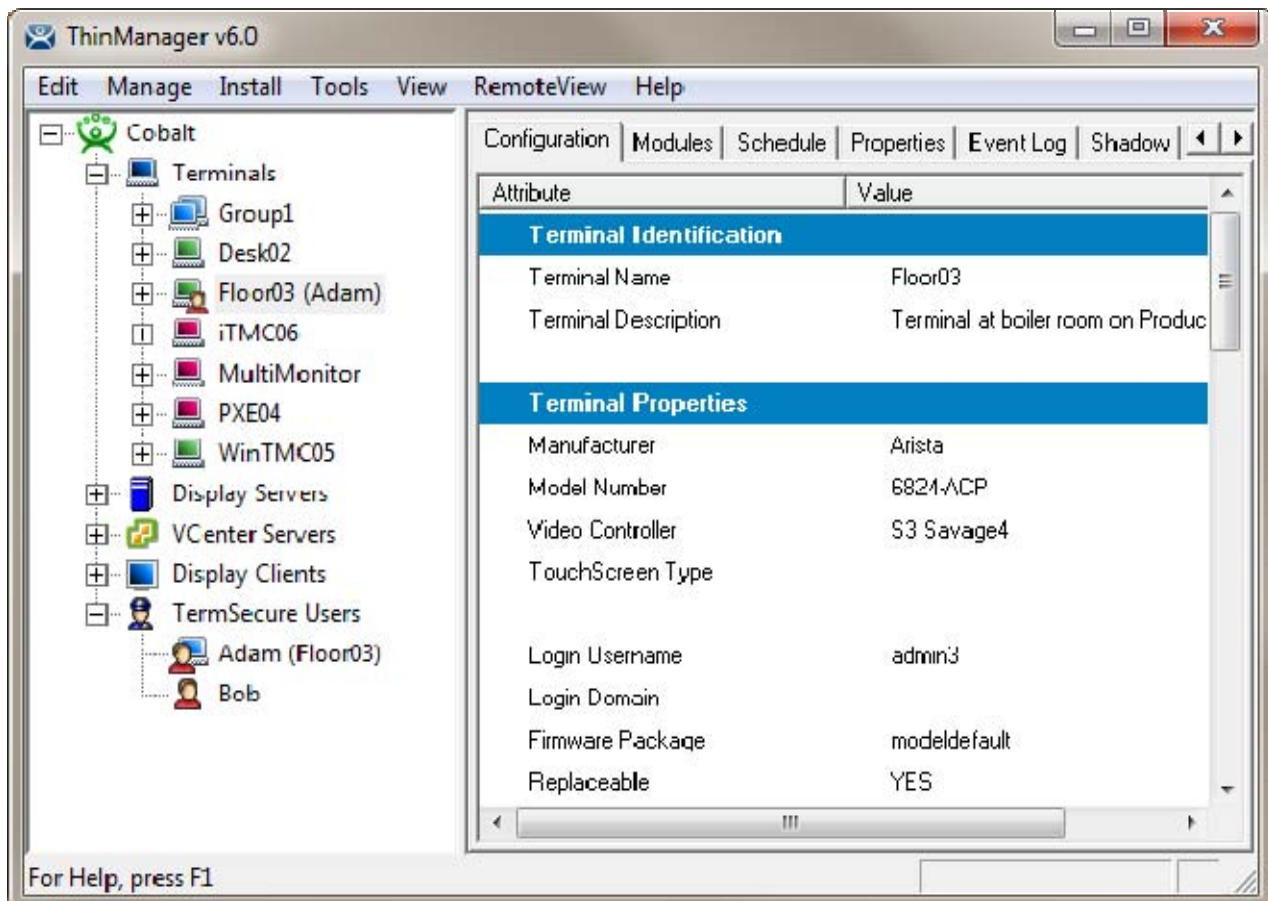 ThinManager v6.0
Edit Manage Install Tools View RemoteView Help
Cobalt
Terminals
Group1
Desk02
Floor03 (Adam)
iTMC06
MultiMonitor
PXE04
WinTMC05
Display Servers
VCenter Servers
Display Clients
TermSecure Users
Adam (Floor03)
Bob
Configuration Modules Schedule Properties Event Log Shadow
Attribute Value
Terminal Identification
Terminal Name Floor03
Terminal Description Terminal at boiler room on Produc
Terminal Properties
Manufacturer Arista
Model Number 6824-ACP
Video Controller S3 Savage4
TouchScreen Type
Login Username admin3
Login Domain
Firmware Package modeldefault
Replaceable YES
For Help, press F1